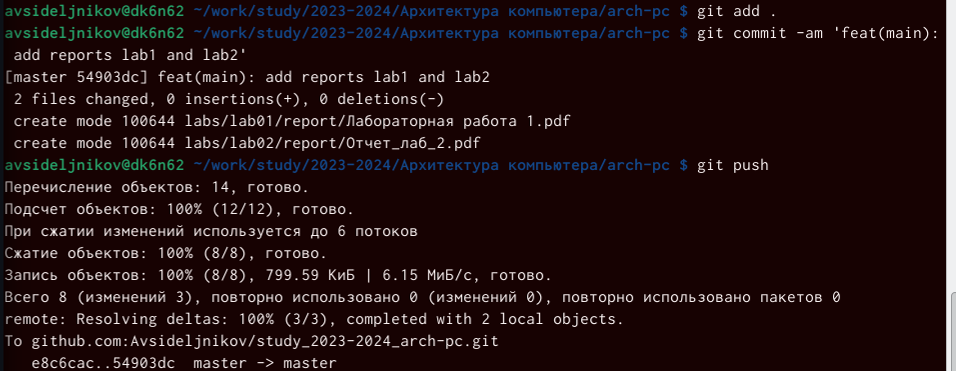 avsideljnikov@dk6n62 ~/work/study/2023-2024/Архитектура компьютера/arch-pc $ git add .
avsideljnikov@dk6n62 ~/work/study/2023-2024/Архитектура компьютера/arch-pc $ git commit -am 'feat(main):
 add reports lab1 and lab2'
[master 54903dc] feat(main): add reports lab1 and lab2
 2 files changed, 0 insertions(+), 0 deletions(-)
 create mode 100644 labs/lab01/report/Лабораторная работа 1.pdf
 create mode 100644 labs/lab02/report/Отчет_лаб_2.pdf
avsideljnikov@dk6n62 ~/work/study/2023-2024/Архитектура компьютера/arch-pc $ git push
Перечисление объектов: 14, готово.
Подсчет объектов: 100% (12/12), готово.
При сжатии изменений используется до 6 потоков
Сжатие объектов: 100% (8/8), готово.
Запись объектов: 100% (8/8), 799.59 КиБ | 6.15 МиБ/с, готово.
Всего 8 (изменений 3), повторно использовано 0 (изменений 0), повторно использовано пакетов 0
remote: Resolving deltas: 100% (3/3), completed with 2 local objects.
To github.com:Avsideljnikov/study_2023-2024_arch-pc.git
   e8c6cac..54903dc  master -> master